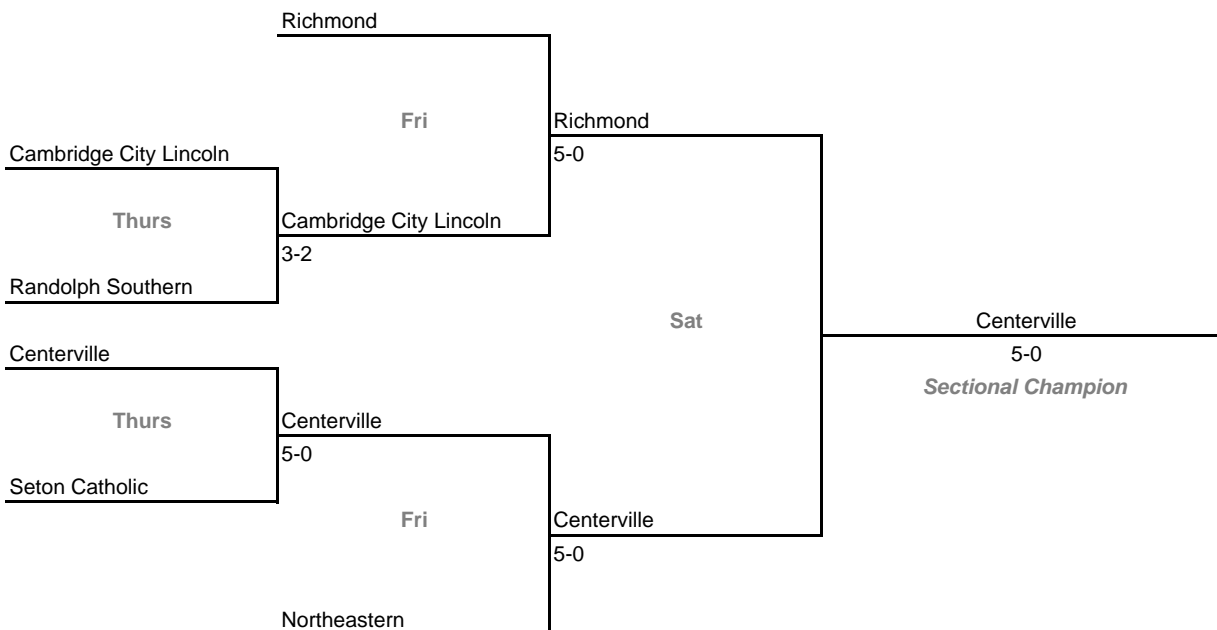 Richmond
Fri
Richmond
Cambridge City Lincoln
5-0
Thurs
Cambridge City Lincoln
3-2
Randolph Southern
Sat
Centerville
Centerville
5-0
Sectional Champion
Thurs
Centerville
5-0
Seton Catholic
Fri
Centerville
5-0
Northeastern